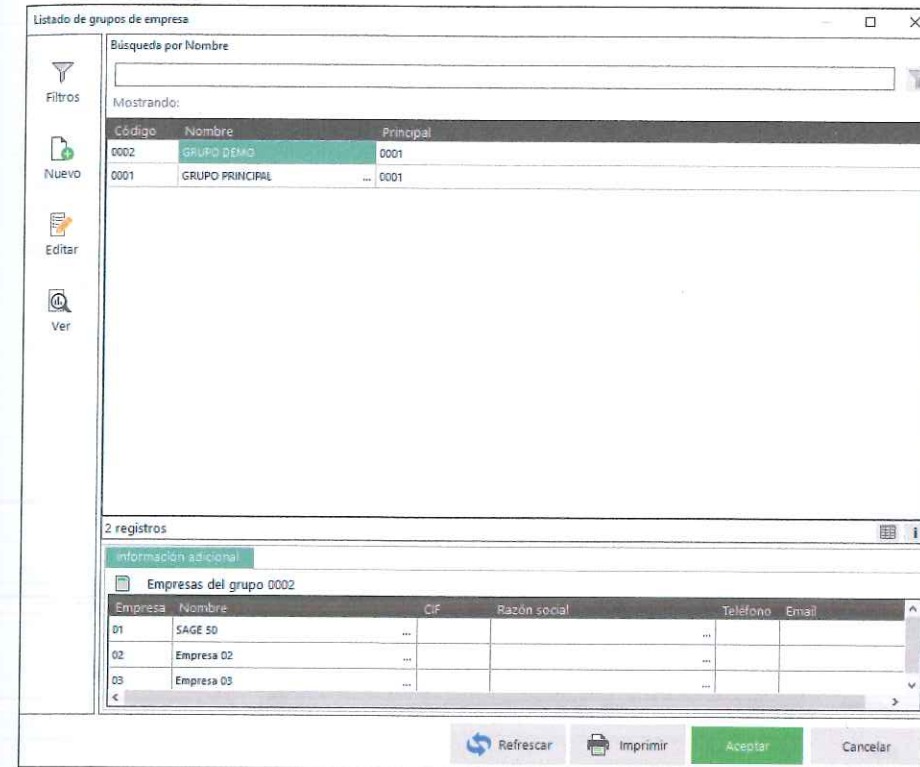 Listado de grupos de empresa
Búsqueda por Nombre
Filtros
Mostrando:
Código Nombre Principal
0002 GRUPO DEMO 0001
Nuevo
0001 GRUPO PRINCIPAL ... 0001
Editar
Ver
2 registros
Información adicional
Empresas del grupo 0002
Empresa Nombre CIF Razón social Teléfono Email
01 SAGE 50 ... ...
02 Empresa 02 ... ...
03 Empresa 03 ... ...
Refrescar Imprimir Aceptar Cancelar